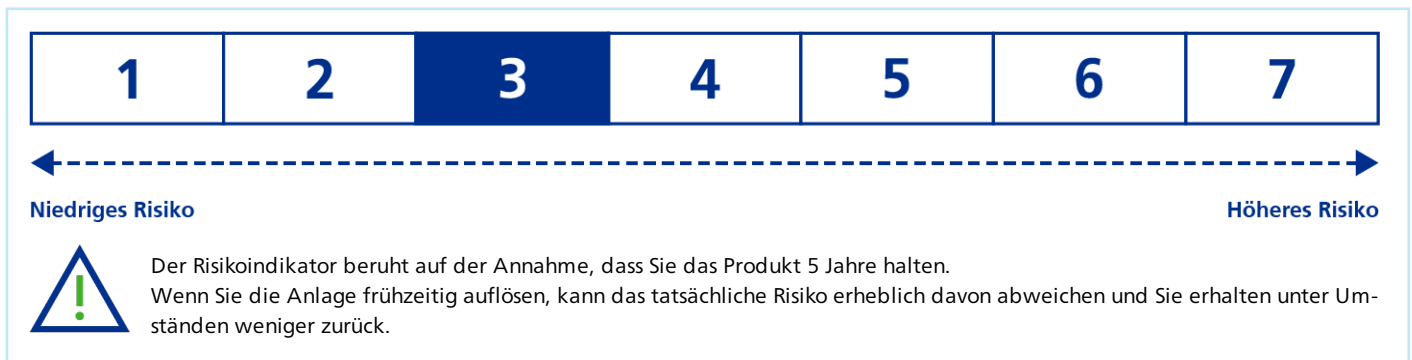 1 2 3 4 5 6 7
Niedriges Risiko Höheres Risiko
Der Risikoindikator beruht auf der Annahme, dass Sie das Produkt 5 Jahre halten.
Wenn Sie die Anlage frühzeitig auflösen, kann das tatsächliche Risiko erheblich davon abweichen und Sie erhalten unter Um-
ständen weniger zurück.